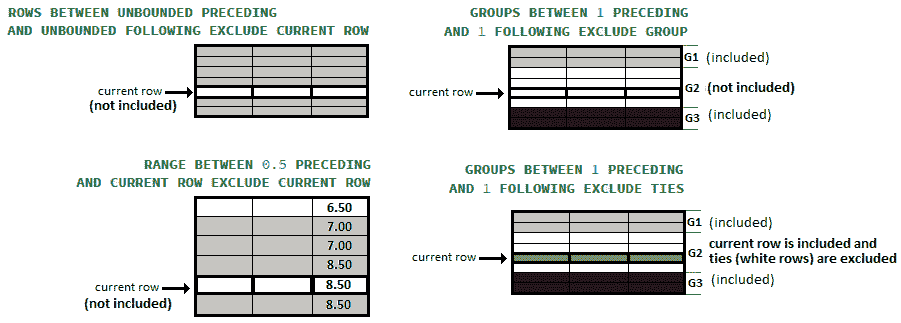 ROWS BETWEEN UNBOUNDED PRECEDING
AND UNBOUNDED FOLLOWING EXCLUDE CURRENT ROW
current row
(not included)
GROUPS BETWEEN 1 PRECEDING
AND 1 FOLLOWING EXCLUDE GROUP
G1 (included)
current row
G2 (not included)
G3 (included)
RANGE BETWEEN 0.5 PRECEDING
AND CURRENT ROW EXCLUDE CURRENT ROW
6.50
7.00
7.00
8.50
current row
8.50
(not included)
8.50
GROUPS BETWEEN 1 PRECEDING
AND 1 FOLLOWING EXCLUDE TIES
G1 (included)
current row
G2
current row is included and
ties (white rows) are excluded
G3 (included)